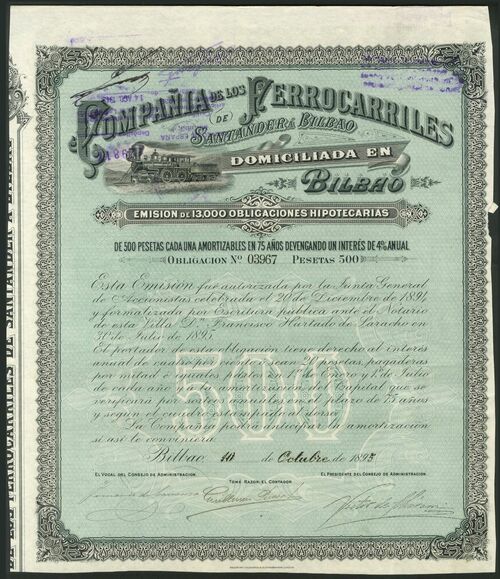 COMPAÑIA DE LOS FERROCARRILES
DE
SANTANDER Á BILBAO
DOMICILIADA EN
BILBAO
EMISION DE 13,000 OBLIGACIONES HIPOTECARIAS
DE 500 PESETAS CADA UNA AMORTIZABLES EN 75 AÑOS DEVENGANDO UN INTERÉS DE 4% ANUAL
OBLIGACION Nº 03967 PESETAS 500
Esta Emisión fue autorizada por la Junta General
de Accionistas celebrada el 20 de Diciembre de 1894
y formalizada por Escritura pública ante el Notario
de esta Villa Dn. Francisco Hurtado de Saracho en
30 de Julio de 1895
El portador de esta obligación tiene derecho al interés
anual de cuatro por ciento, sean 20 pesetas, pagaderas
por mitad los días 1º de Enero y 1º de Julio
de cada año y a la amortización del Capital que se
verificará por sorteos anuales en el plazo de 75 años
y según el cuadro estampado al dorso
La Compañía podrá anticipar la amortización
si así le conviniera
500
Bilbao 10 de Octubre de 1895
EL VOCAL DEL CONSEJO DE ADMINISTRACION.
TOMÉ RAZON: EL CONTADOR
EL PRESIDENTE DEL CONSEJO DE ADMINISTRACION.